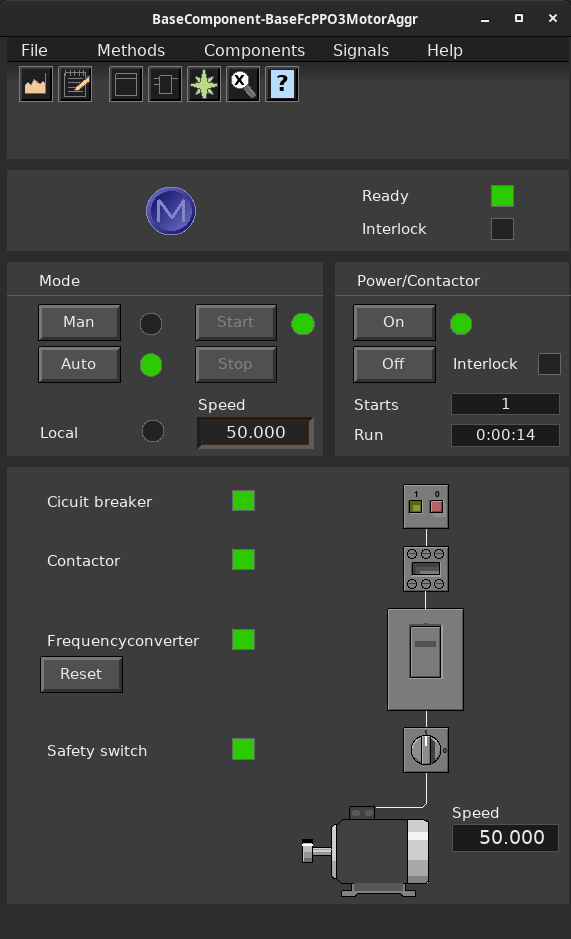 BaseComponent-BaseFcPPO3MotorAggr
File Methods Components Signals Help
X ?
M
Ready
Interlock
Mode
Man Start
Auto Stop
Speed
Local 50.000
Power/Contactor
On
Off Interlock
Starts 1
Run 0:00:14
Cicuit breaker
1 0
Contactor
Frequencyconverter
Reset
Safety switch
1
0
Speed
50.000